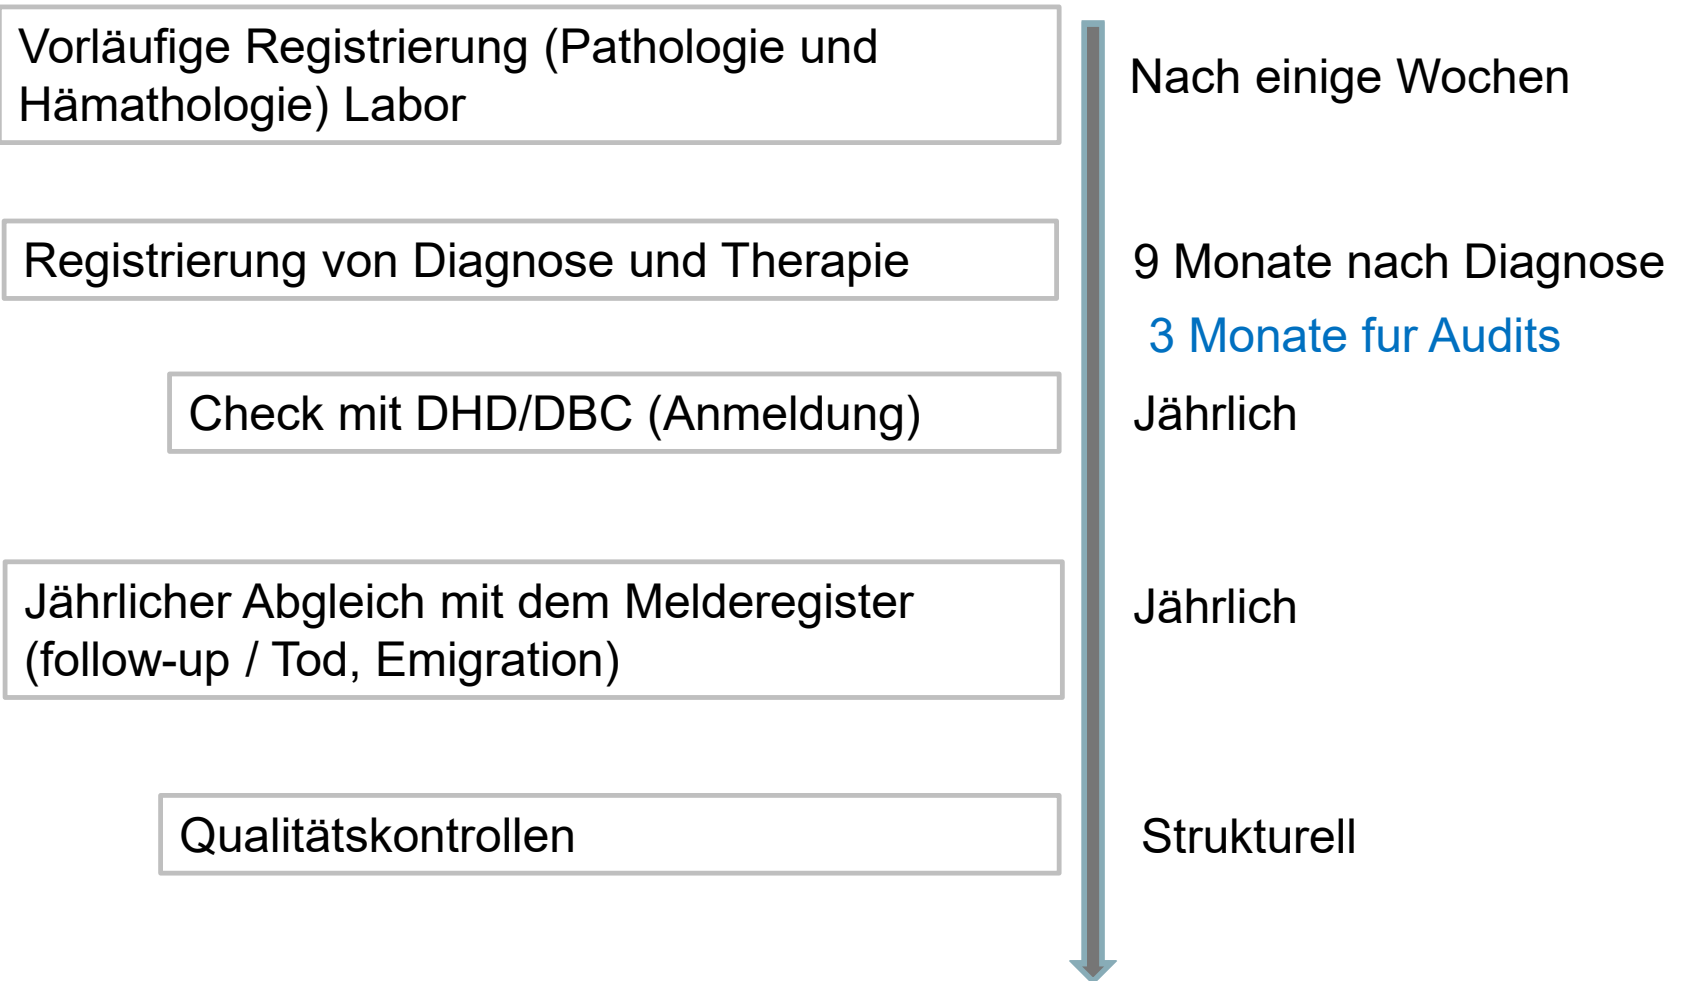 Vorläufige Registrierung (Pathologie und
Hämathologie) Labor
Nach einige Wochen
Registrierung von Diagnose und Therapie
9 Monate nach Diagnose
3 Monate fur Audits
Check mit DHD/DBC (Anmeldung)
Jährlich
Jährlicher Abgleich mit dem Melderegister
(follow-up / Tod, Emigration)
Jährlich
Qualitätskontrollen
Strukturell